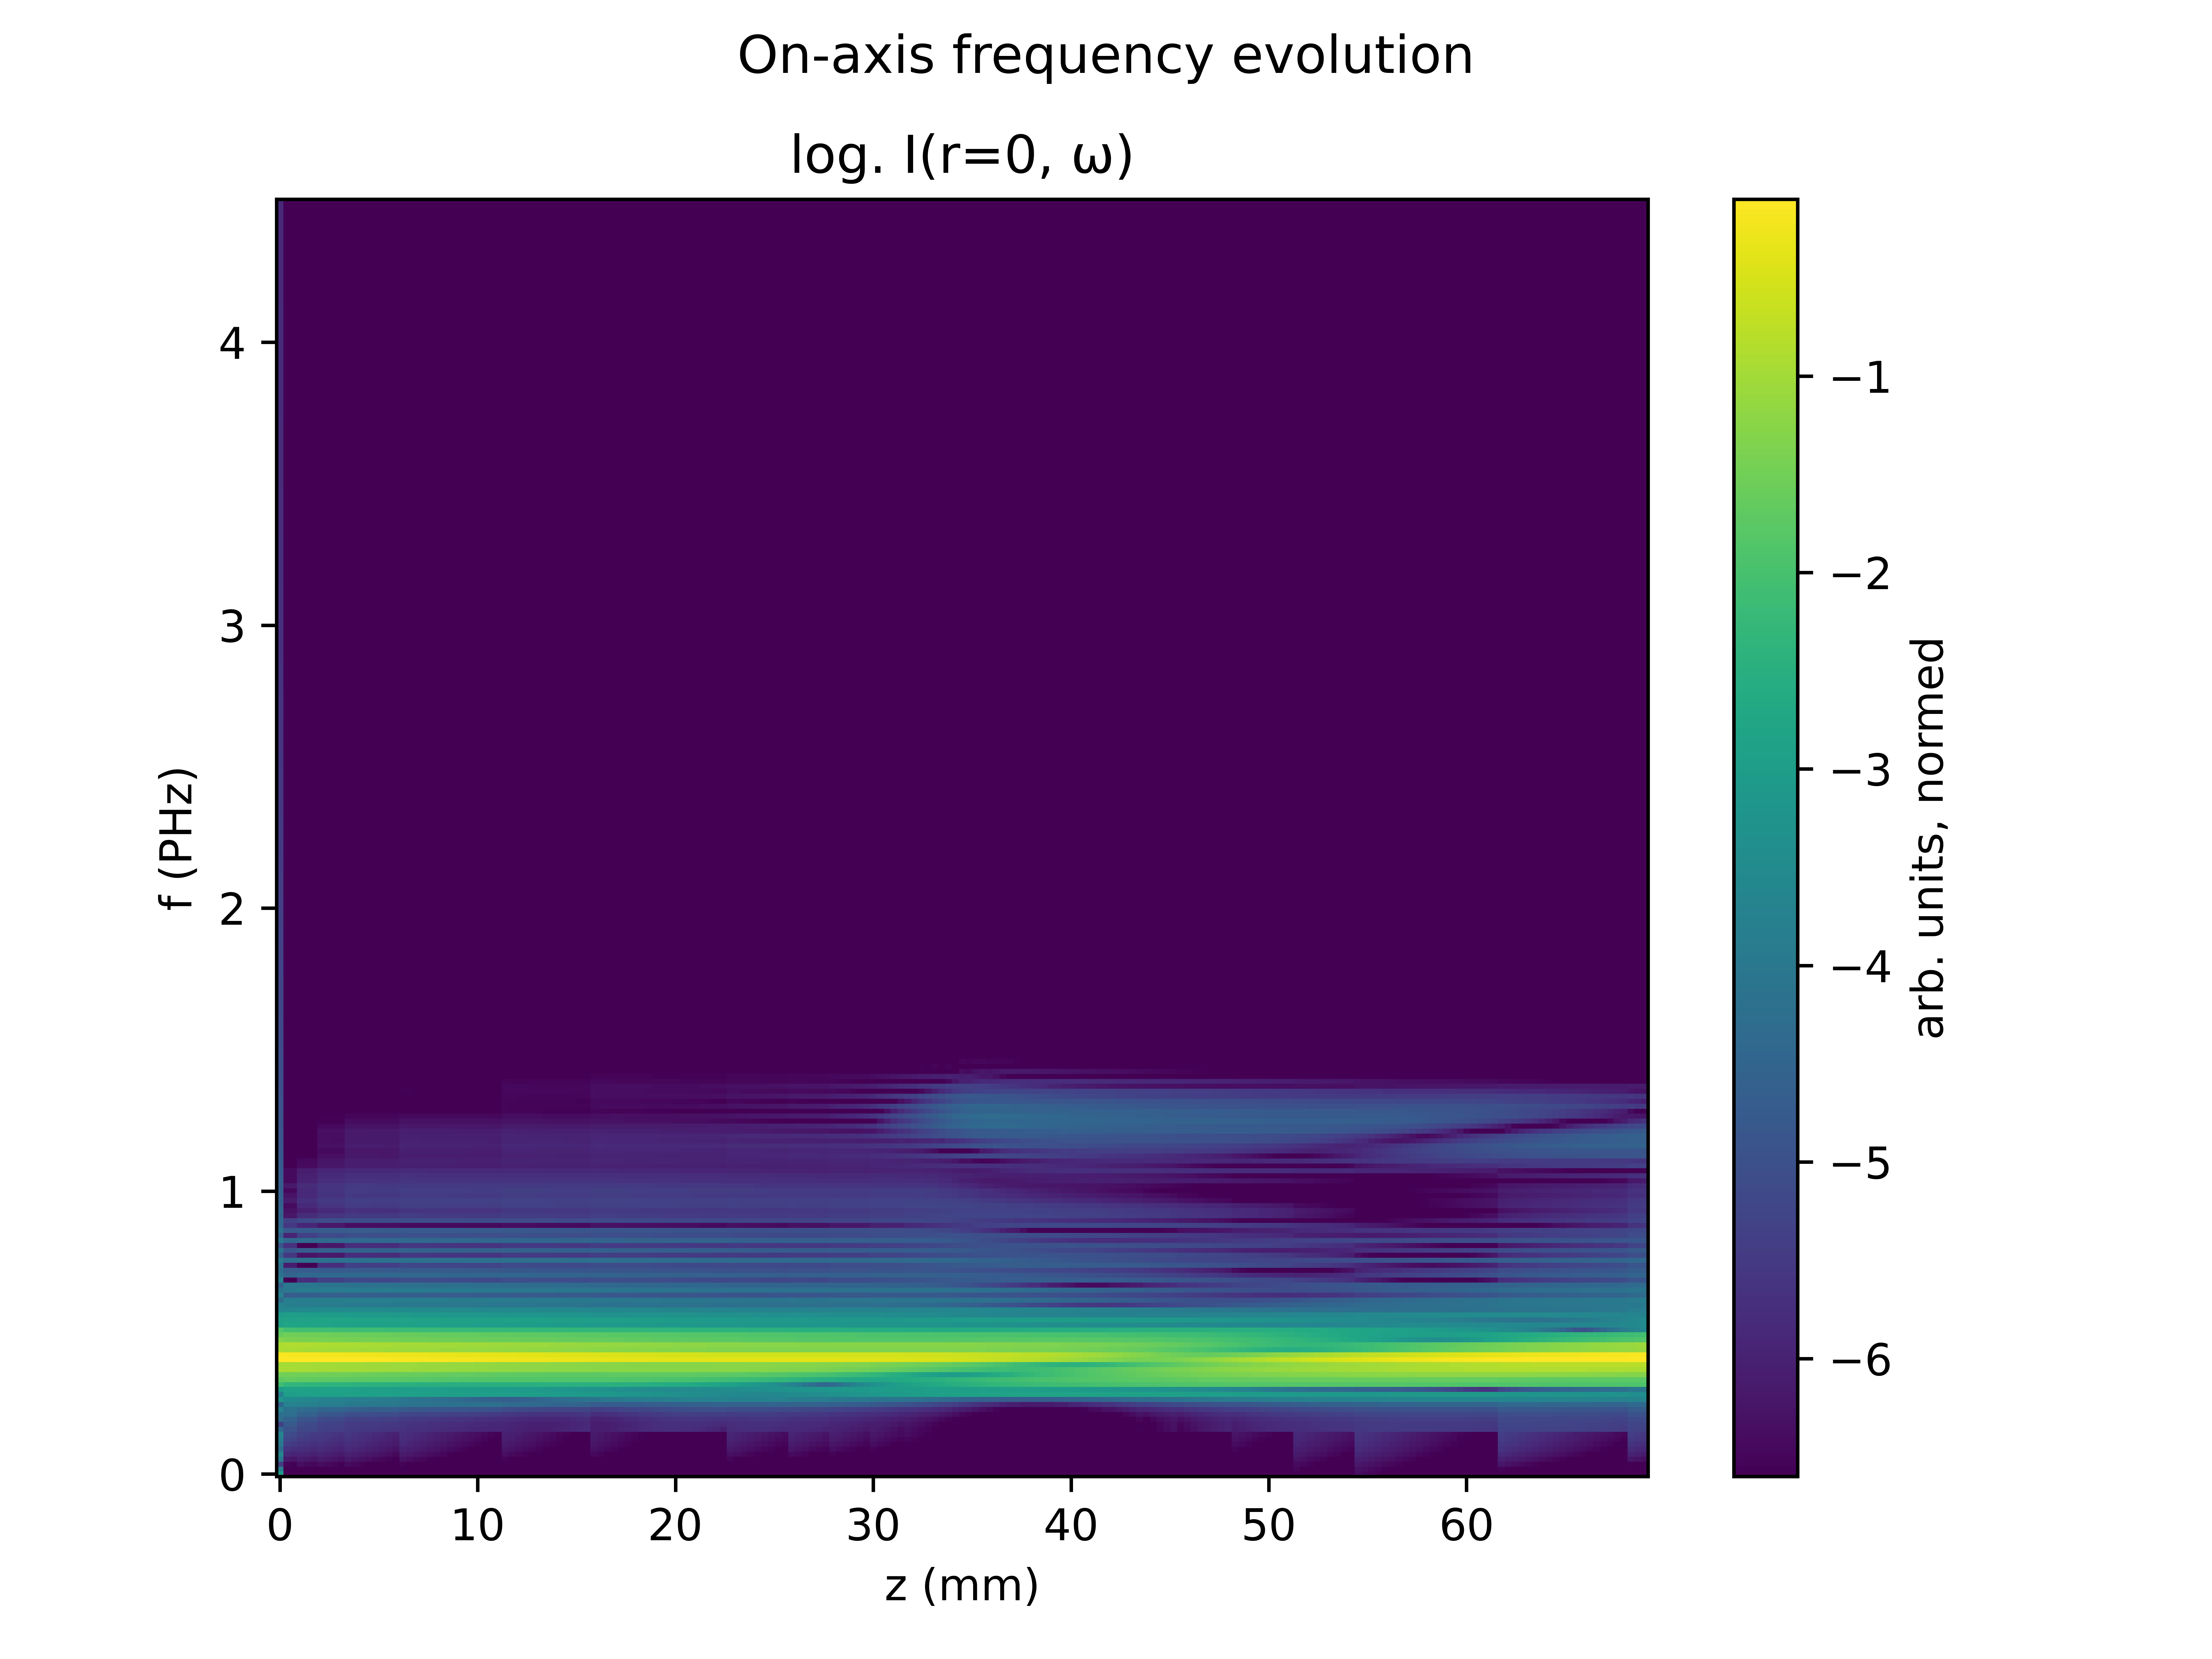 On-axis frequency evolution
log. I(r=0, ω)
f (PHz)
4
3
2
1
0
0 10 20 30 40 50 60
z (mm)
−1
−2
−3
−4
−5
−6
arb. units, normed